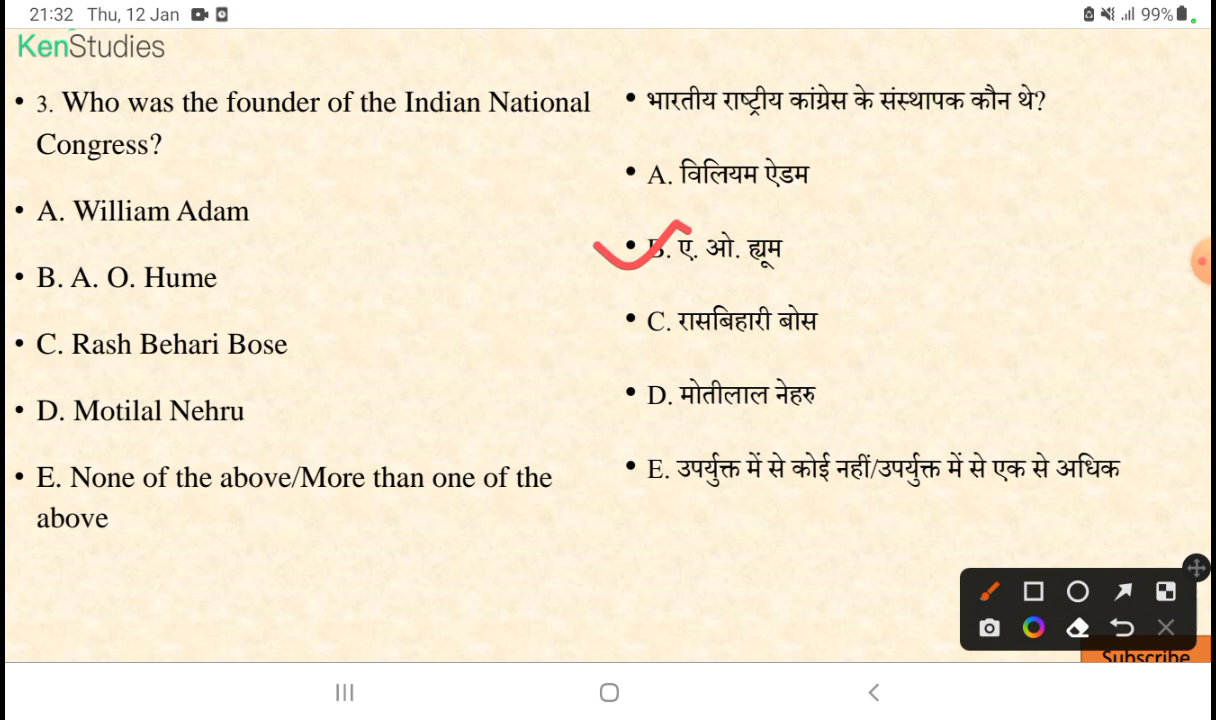 21:32 Thu, 12 Jan
99%
KenStudies
• 3. Who was the founder of the Indian National
Congress?
• A. William Adam
• B. A. O. Hume
• C. Rash Behari Bose
• D. Motilal Nehru
• E. None of the above/More than one of the
above
• भारतीय राष्ट्रीय कांग्रेस के संस्थापक कौन थे?
• A. विलियम ऐडम
• B. ए. ओ. ह्यूम
• C. रासबिहारी बोस
• D. मोतीलाल नेहरु
• E. उपर्युक्त में से कोई नहीं/उपर्युक्त में से एक से अधिक
Subscribe